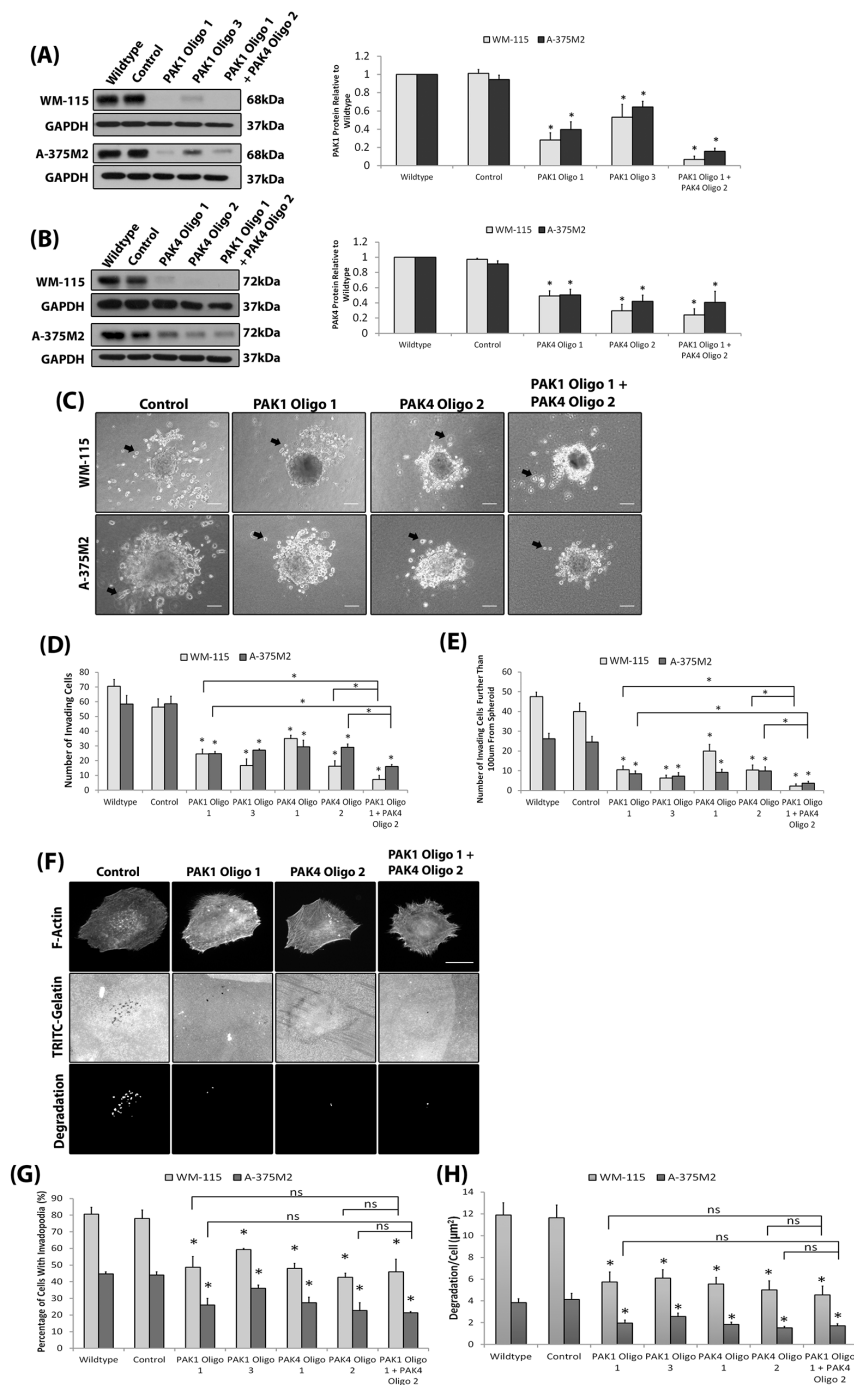 (A)
Wildtype
Control
PAK1 Oligo 1
PAK1 Oligo 3
PAK1 Oligo 1
+ PAK4 Oligo 2
WM-115
68kDa
GAPDH
37kDa
A-375M2
68kDa
GAPDH
37kDa
WM-115
A-375M2
PAK1 Protein Relative to
Wildtype
1.2
1
0.8
0.6
0.4
0.2
0
* * * * * *
Wildtype
Control
PAK1 Oligo 1
PAK1 Oligo 3
PAK1 Oligo 1 +
PAK4 Oligo 2
(B)
Wildtype
Control
PAK4 Oligo 1
PAK4 Oligo 2
PAK1 Oligo 1
+ PAK4 Oligo 2
WM-115
72kDa
GAPDH
37kDa
A-375M2
72kDa
GAPDH
37kDa
WM-115
A-375M2
PAK4 Protein Relative to
Wildtype
1.2
1
0.8
0.6
0.4
0.2
0
* * * * * *
Wildtype
Control
PAK4 Oligo 1
PAK4 Oligo 2
PAK1 Oligo 1 +
PAK4 Oligo 2
(C)
Control
PAK1 Oligo 1
PAK4 Oligo 2
PAK1 Oligo 1 +
PAK4 Oligo 2
WM-115
A-375M2
(D)
WM-115
A-375M2
Number of Invading Cells
80
70
60
50
40
30
20
10
0
* * * *
* * * * * * * * * *
Wildtype
Control
PAK1 Oligo
1
PAK1 Oligo
3
PAK4 Oligo
1
PAK4 Oligo
2
PAK1 Oligo
1 + PAK4
Oligo 2
(E)
WM-115
A-375M2
Number of Invading Cells Further Than
100um From Spheroid
60
50
40
30
20
10
0
* * * *
* * * * * * * * * *
Wildtype
Control
PAK1 Oligo
1
PAK1 Oligo
3
PAK4 Oligo
1
PAK4 Oligo
2
PAK1 Oligo
1 + PAK4
Oligo 2
(F)
Control
PAK1 Oligo 1
PAK4 Oligo 2
PAK1 Oligo 1 +
PAK4 Oligo 2
F-Actin
TRITC-Gelatin
Degradation
(G)
WM-115
A-375M2
Percentage of Cells With Invadopodia (%)
90
80
70
60
50
40
30
20
10
0
ns
ns
ns
ns
* * * * * * * * * *
Wildtype
Control
PAK1 Oligo
1
PAK1 Oligo
3
PAK4 Oligo
1
PAK4 Oligo
2
PAK1 Oligo
1 + PAK4
Oligo 2
(H)
WM-115
A-375M2
Degradation/Cell (µm²)
14
12
10
8
6
4
2
0
ns
ns
ns
ns
* * * * * * * * * *
Wildtype
Control
PAK1 Oligo
1
PAK1 Oligo
3
PAK4 Oligo
1
PAK4 Oligo
2
PAK1 Oligo
1 + PAK4
Oligo 2